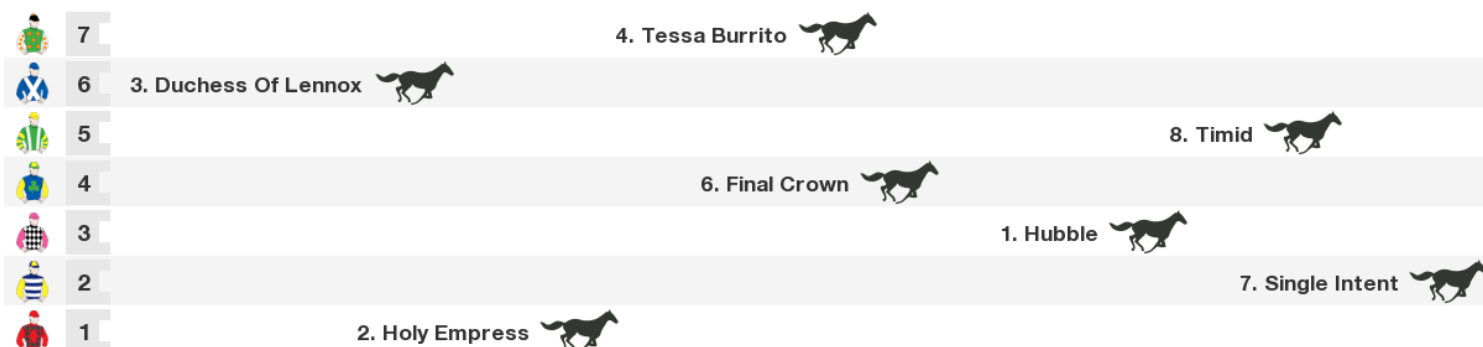 7 4. Tessa Burrito
6 3. Duchess Of Lennox
5 8. Timid
4 6. Final Crown
3 1. Hubble
2 7. Single Intent
1 2. Holy Empress